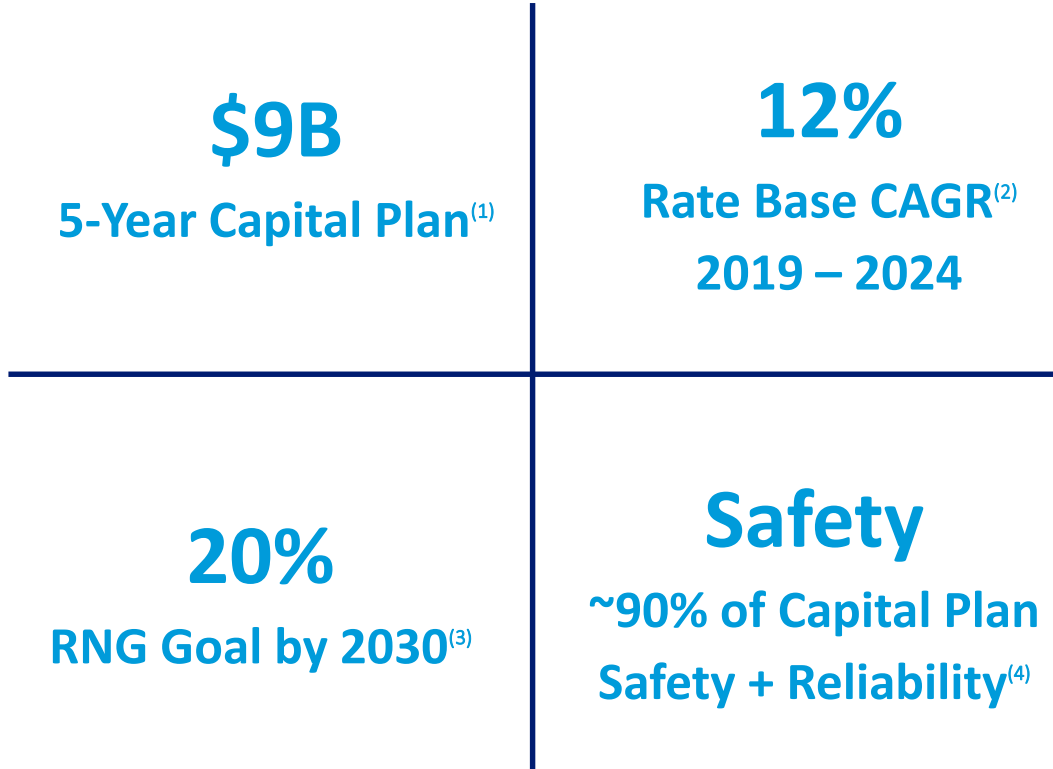 $9B
5-Year Capital Plan(1)
12%
Rate Base CAGR(2)
2019 – 2024
20%
RNG Goal by 2030(3)
Safety
~90% of Capital Plan
Safety + Reliability(4)